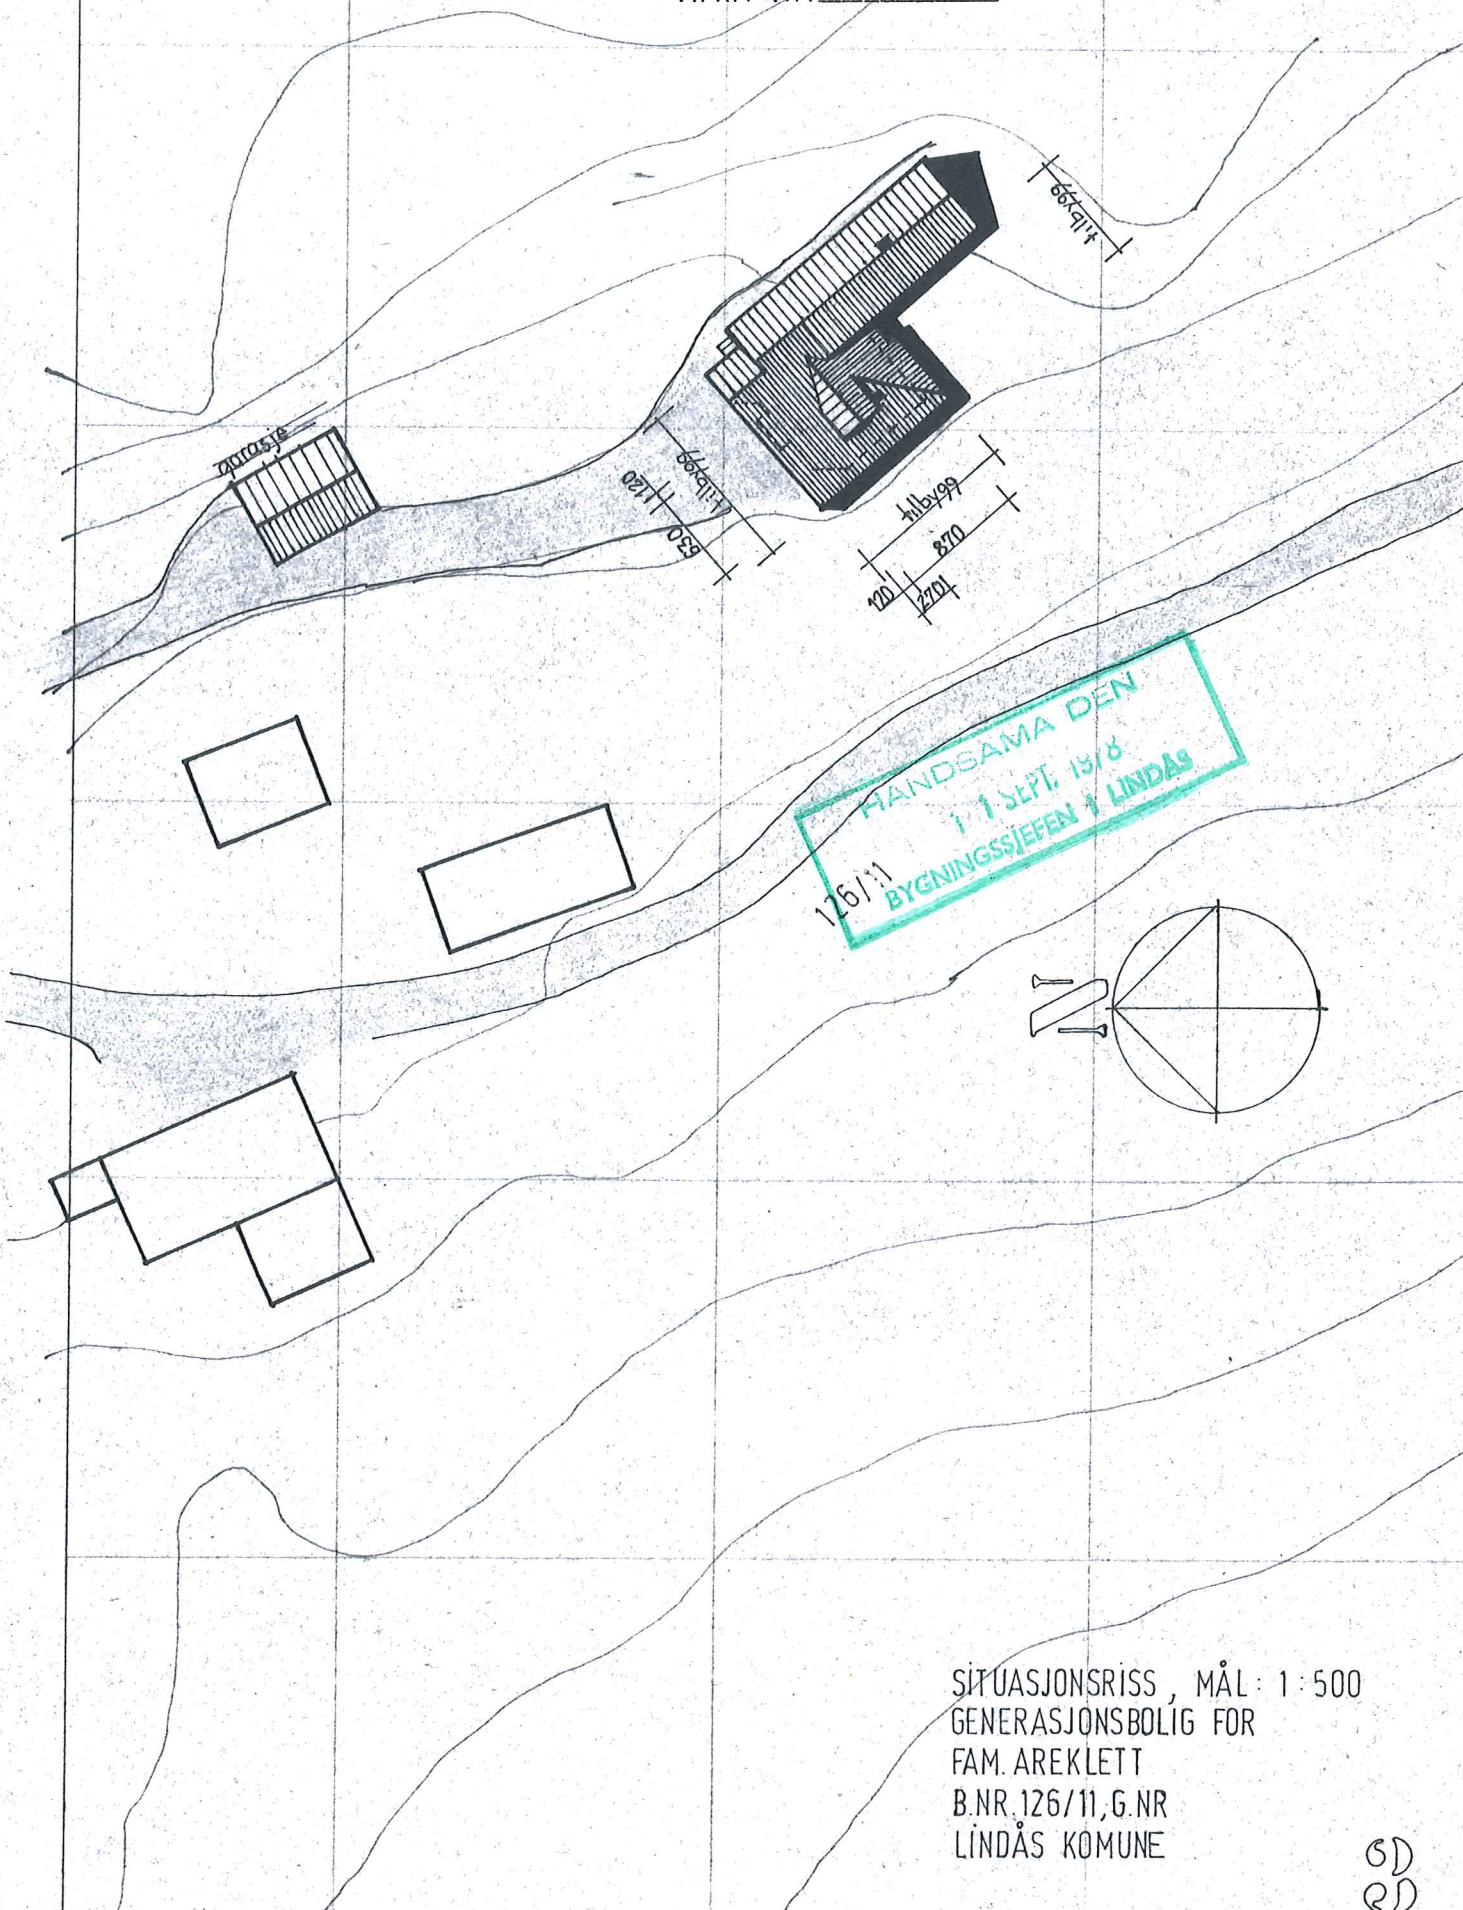 tilbygg
garasje
tilbygg
1120
630
tilbygg
870
120
270
HANDSAMA DEN
11 SEPT. 1978
BYGNINGSSJEFEN I LINDÅS
126/11
N
SITUASJONSRISS, MÅL: 1:500
GENERASJONSBOLIG FOR
FAM. AREKLETT
B.NR. 126/11, G.NR
LINDÅS KOMUNE